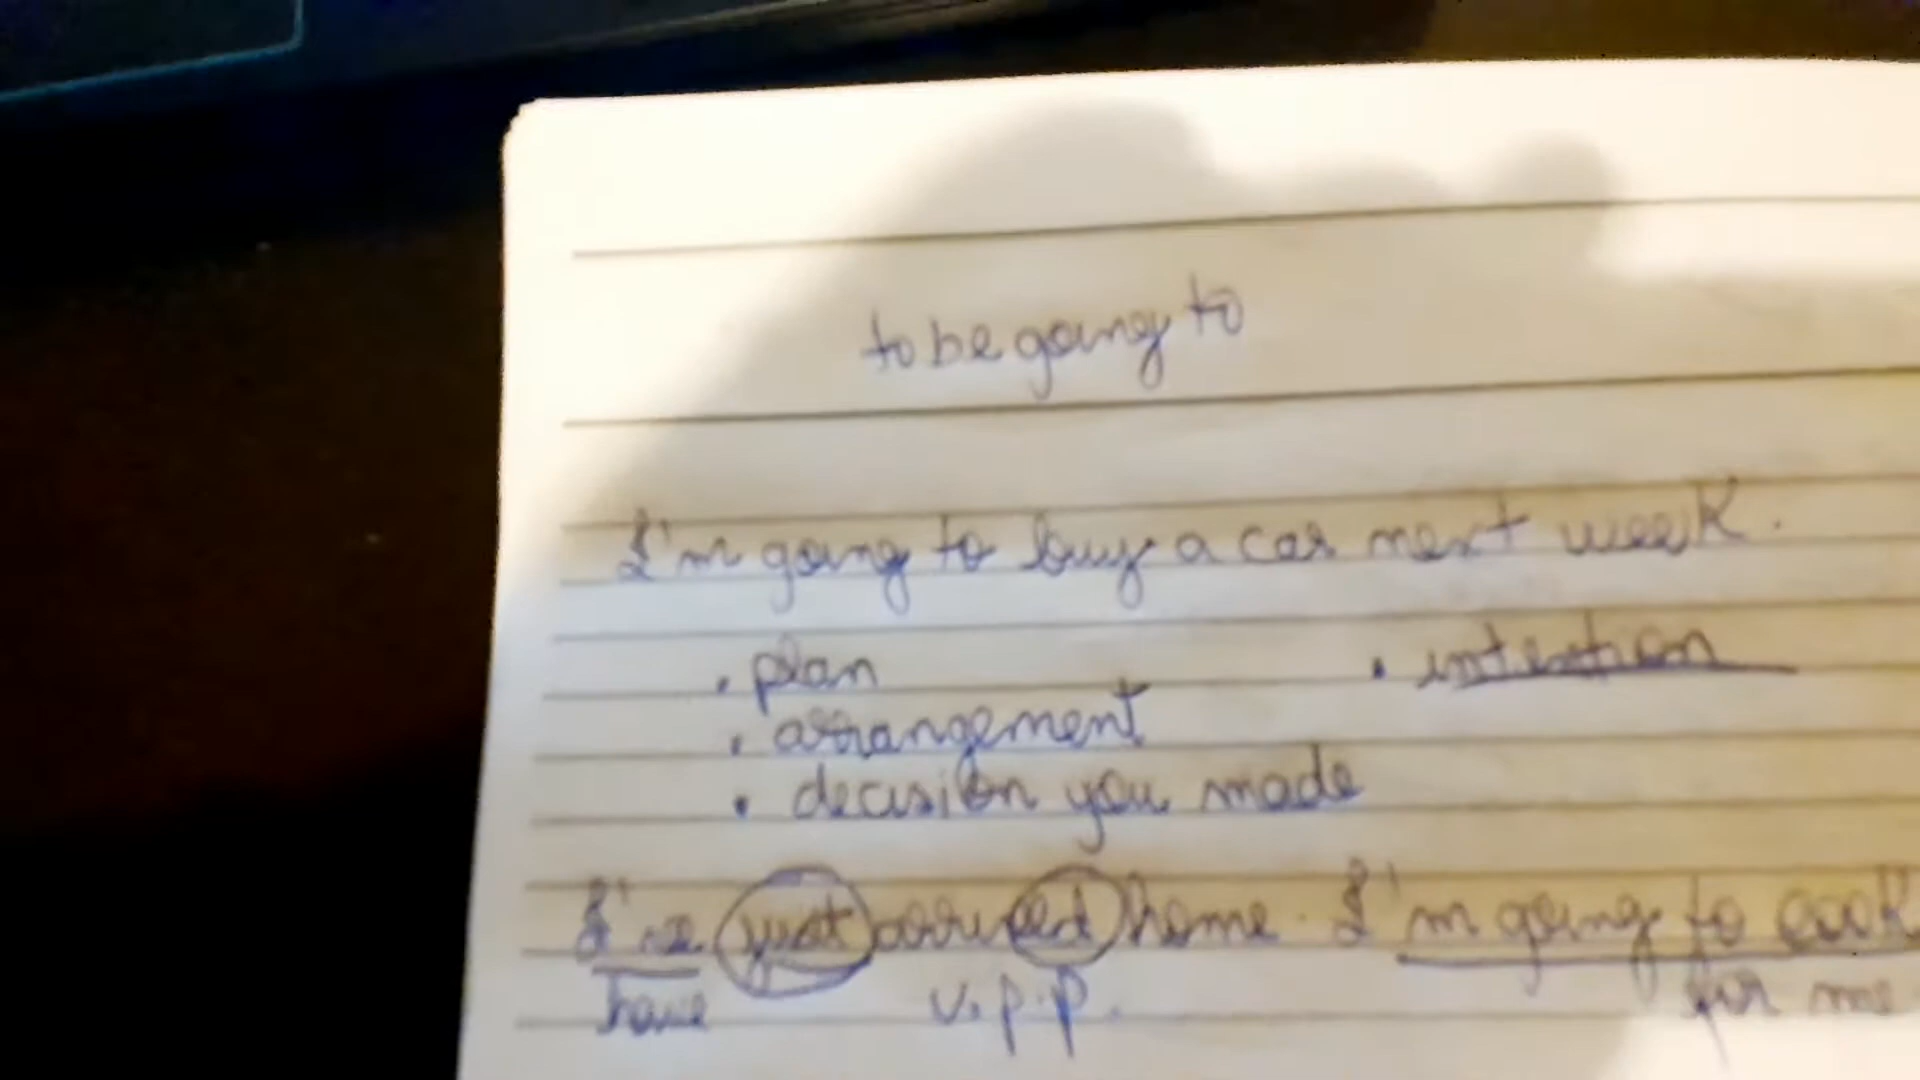 to be going to
I'm going to buy a car next week.
. plan . intention
. arrangement
. decision you made
I've just arrived home. I'm going to cook
have v.p.p. for me